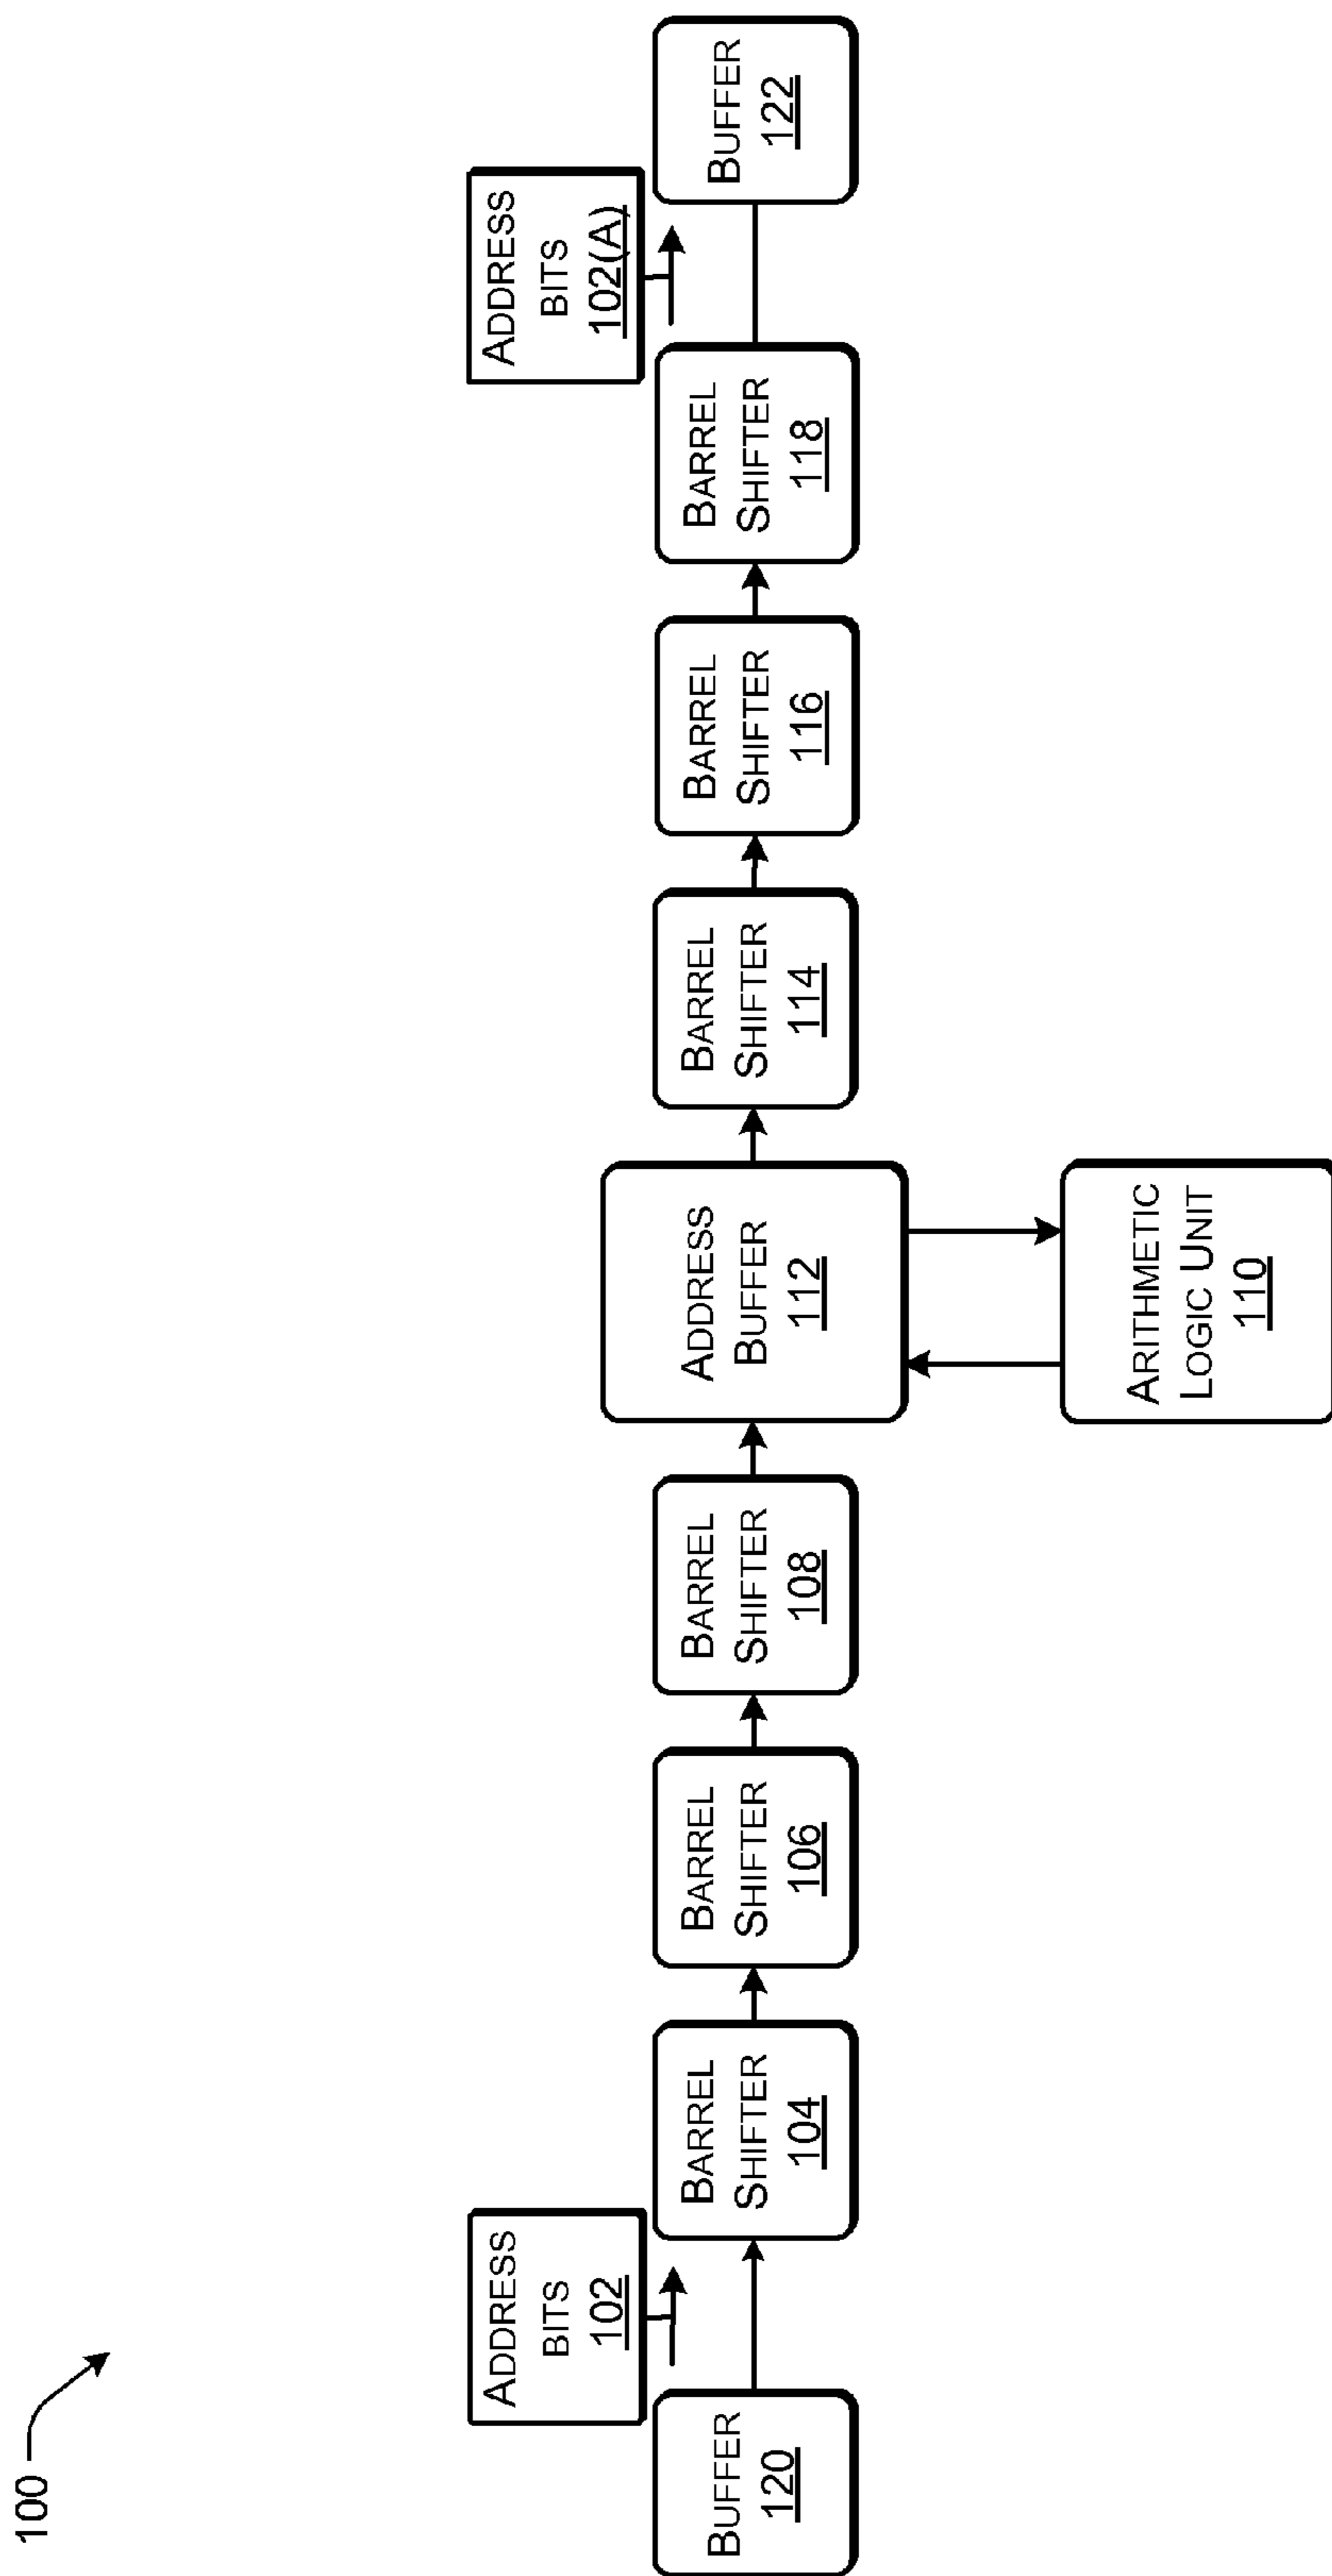 100
ADDRESS
BITS
102
ADDRESS
BITS
102(A)
BUFFER
120
BARREL
SHIFTER
104
BARREL
SHIFTER
106
BARREL
SHIFTER
108
ADDRESS
BUFFER
112
BARREL
SHIFTER
114
BARREL
SHIFTER
116
BARREL
SHIFTER
118
BUFFER
122
ARITHMETIC
LOGIC UNIT
110